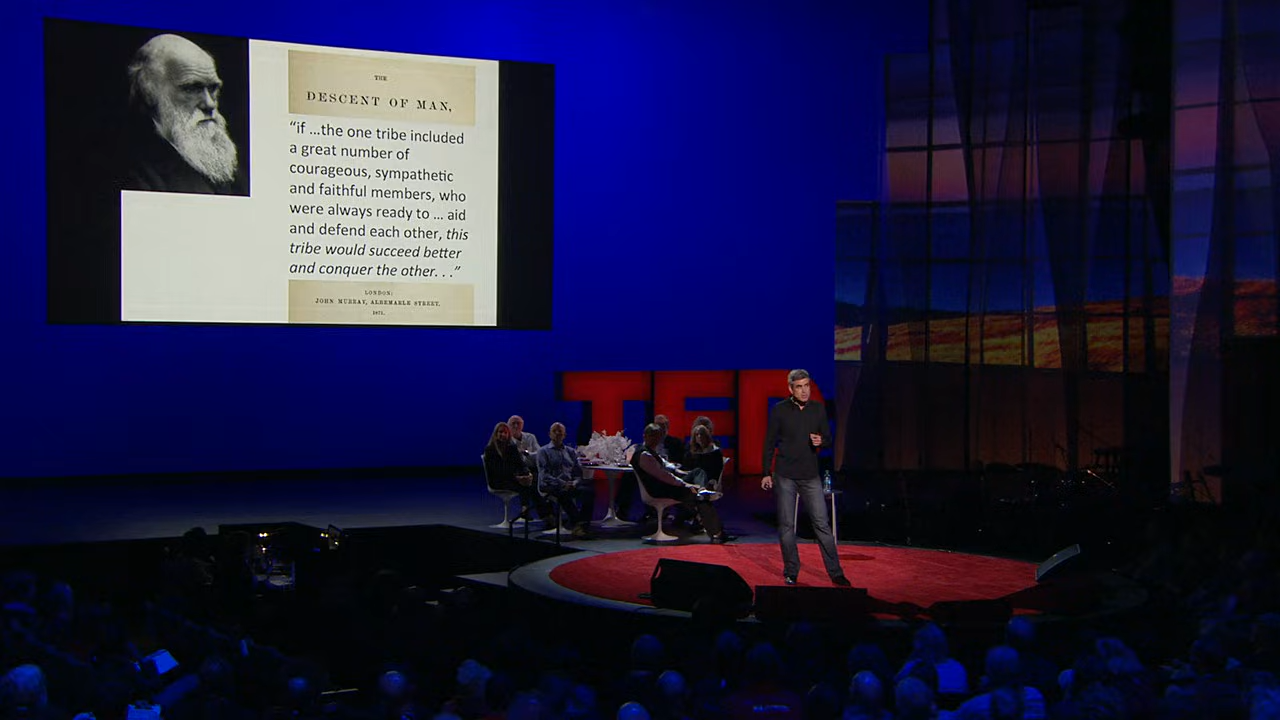 THE
DESCENT OF MAN,
“if ...the one tribe included
a great number of
courageous, sympathetic
and faithful members, who
were always ready to ... aid
and defend each other, this
tribe would succeed better
and conquer the other. . .”
LONDON:
JOHN MURRAY, ALBEMARLE STREET.
1871.
TED